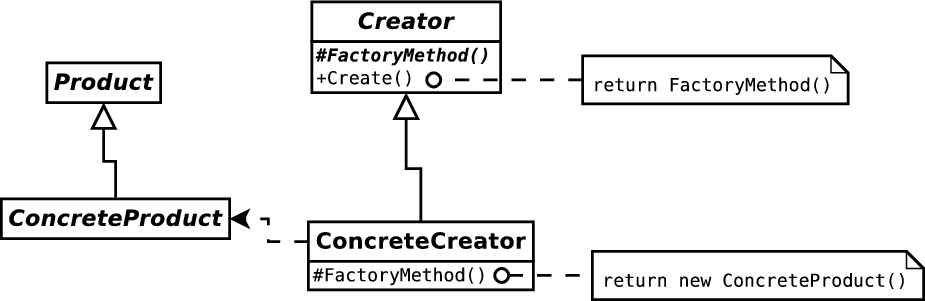 Creator
#FactoryMethod()
+Create()
return FactoryMethod()
Product
ConcreteProduct
ConcreteCreator
#FactoryMethod()
return new ConcreteProduct()